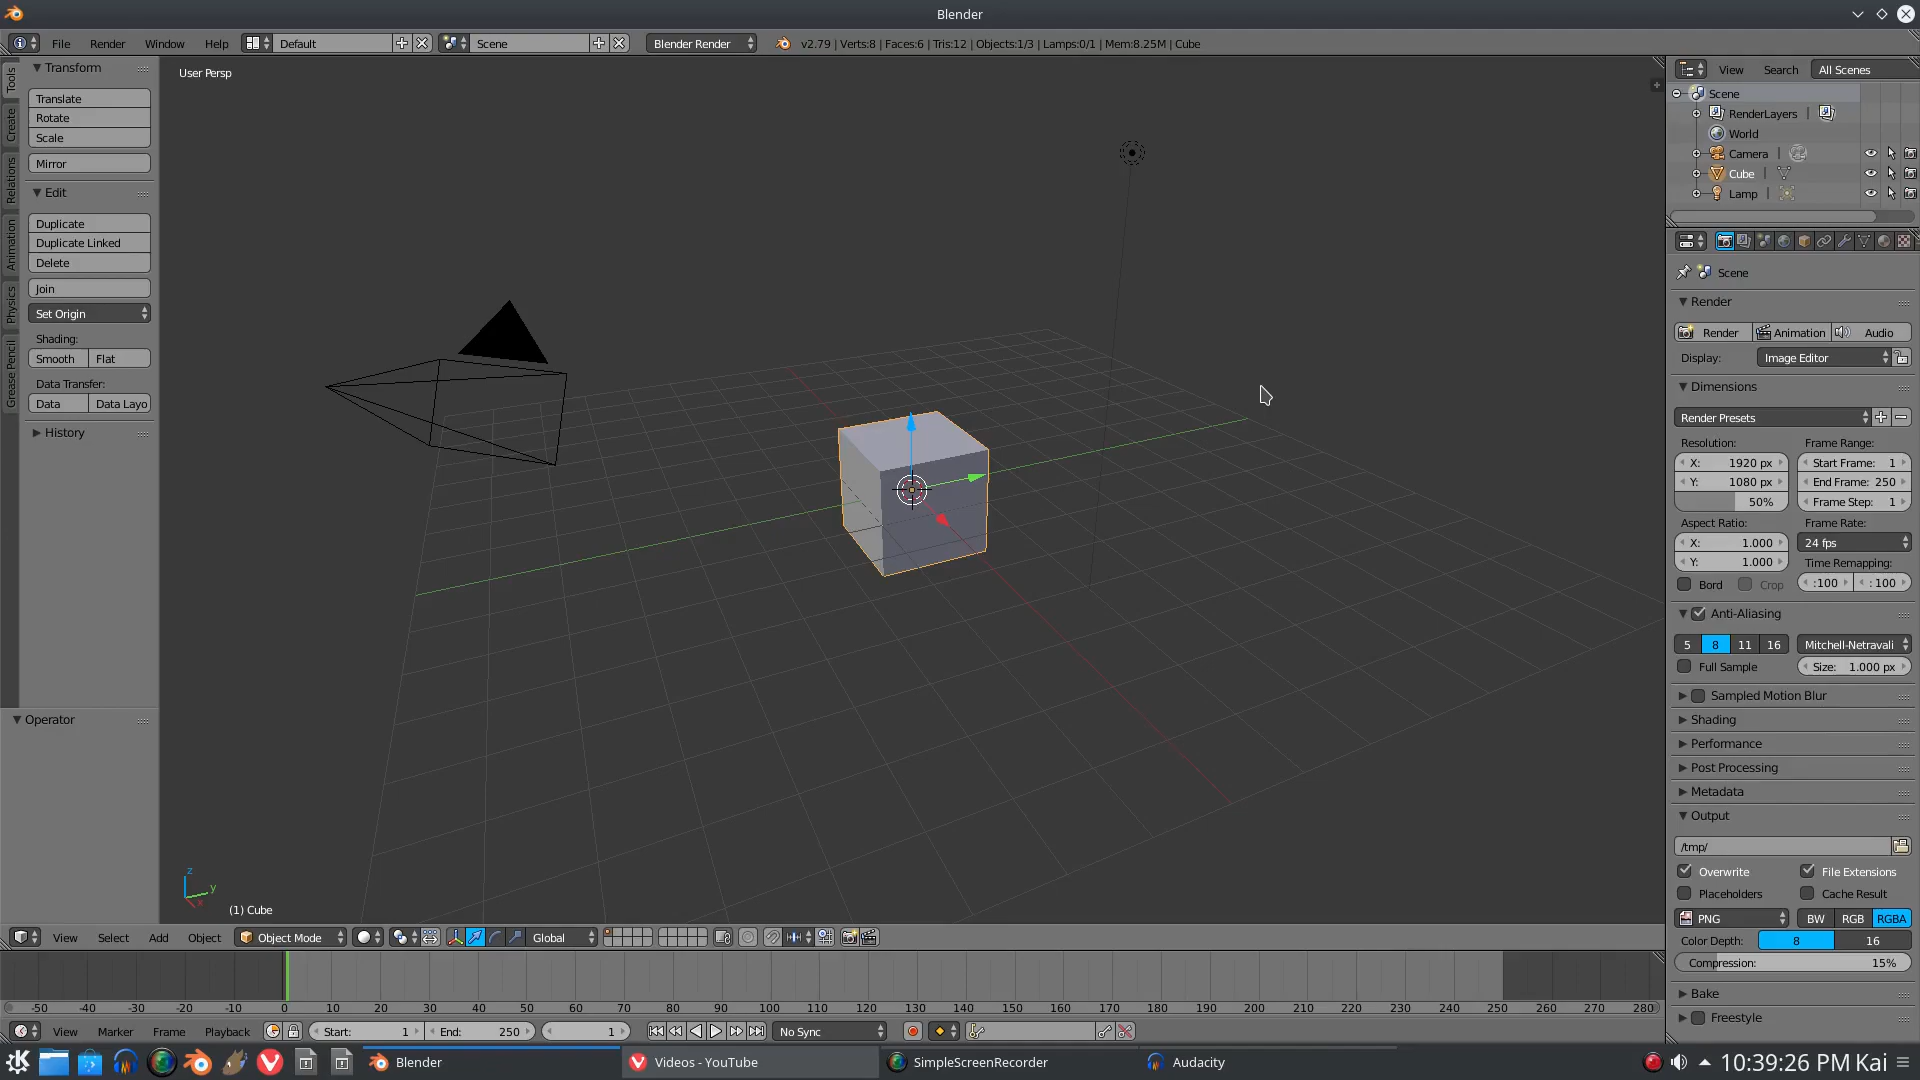 Blender
File Render Window Help Default Scene Blender Render v2.79 | Verts:8 | Faces:6 | Tris:12 | Objects:1/3 | Lamps:0/1 | Mem:8.25M | Cube
Tools
Create
Relations
Animation
Physics
Grease Pencil
Transform
Translate
Rotate
Scale
Mirror
Edit
Duplicate
Duplicate Linked
Delete
Join
Set Origin
Shading:
Smooth Flat
Data Transfer:
Data Data Layo
History
Operator
User Persp
z
y
x
(1) Cube
View Search All Scenes
Scene
RenderLayers |
World
Camera |
Cube |
Lamp |
Scene
Render
Render Animation Audio
Display: Image Editor
Dimensions
Render Presets
Resolution: Frame Range:
X: 1920 px Start Frame: 1
Y: 1080 px End Frame: 250
50% Frame Step: 1
Aspect Ratio: Frame Rate:
X: 1.000 24 fps
Y: 1.000 Time Remapping:
Bord Crop :100 : 100
Anti-Aliasing
5 8 11 16 Mitchell-Netravali
Full Sample Size: 1.000 px
Sampled Motion Blur
Shading
Performance
Post Processing
Metadata
Output
/tmp/
Overwrite File Extensions
Placeholders Cache Result
PNG BW RGB RGBA
Color Depth: 8 16
Compression: 15%
Bake
Freestyle
View Select Add Object Object Mode Global
-50 -40 -30 -20 -10 0 10 20 30 40 50 60 70 80 90 100 110 120 130 140 150 160 170 180 190 200 210 220 230 240 250 260 270 280
View Marker Frame Playback Start: 1 End: 250 1 No Sync
Blender Videos - YouTube SimpleScreenRecorder Audacity 10:39:26 PM Kai